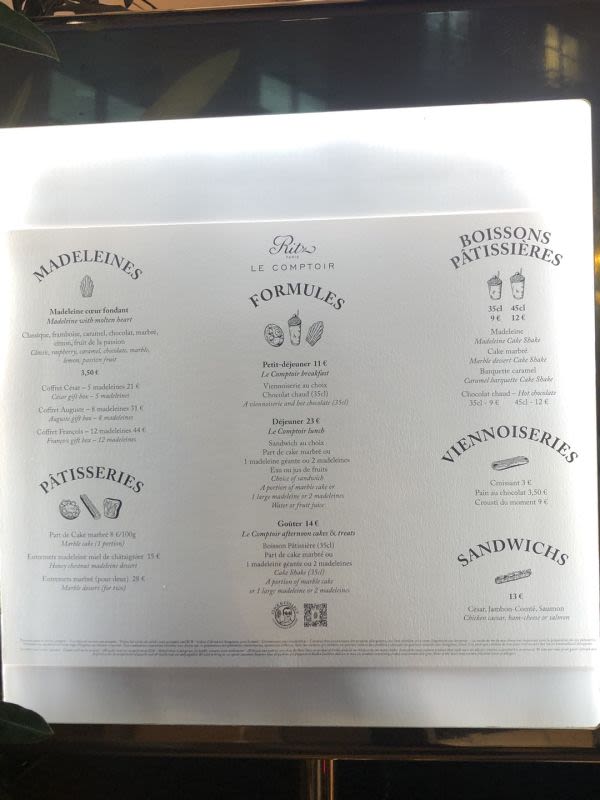 MADELEINES
Madeleine cœur fondant
Madeleine with molten heart
Classique, framboise, caramel, chocolat, marbré,
citron, fruit de la passion
Classic, raspberry, caramel, chocolate, marble,
lemon, passion fruit
3,50 €
Coffret César – 5 madeleines 21 €
César gift box – 5 madeleines
Coffret Auguste – 8 madeleines 31 €
Auguste gift box – 8 madeleines
Coffret François – 12 madeleines 44 €
François gift box – 12 madeleines
PÂTISSERIES
Part de Cake marbré 8 €/100g
Marble cake (1 portion)
Entremets madeleine miel de châtaignier 15 €
Honey chestnut madeleine dessert
Entremets marbré (pour deux) 28 €
Marble dessert (for two)
Ritz
PARIS
LE COMPTOIR
FORMULES
Petit-déjeuner 11 €
Le Comptoir breakfast
Viennoiserie au choix
Chocolat chaud (35cl)
A viennoiserie and hot chocolate (35cl)
Déjeuner 23 €
Le Comptoir lunch
Sandwich au choix
Part de cake marbré ou
1 madeleine géante ou 2 madeleines
Eau ou jus de fruits
Choice of sandwich
A portion of marble cake or
1 large madeleine or 2 madeleines
Water or fruit juice
Goûter 14 €
Le Comptoir afternoon cakes & treats
Boisson Pâtissière (35cl)
Part de cake marbré ou
1 madeleine géante ou 2 madeleines
Cake Shake (35cl)
A portion of marble cake
or 1 large madeleine or 2 madeleines
BOISSONS
PÂTISSIÈRES
35cl 45cl
9 € 12 €
Madeleine
Madeleine Cake Shake
Cake marbré
Marble dessert Cake Shake
Barquette caramel
Caramel barquette Cake Shake
Chocolat chaud – Hot chocolate
35cl - 9 € 45cl - 12 €
VIENNOISERIES
Croissant 3 €
Pain au chocolat 3,50 €
Crousti du moment 9 €
SANDWICHS
13 €
César, Jambon-Comté, Saumon
Chicken caesar, ham-cheese or salmon